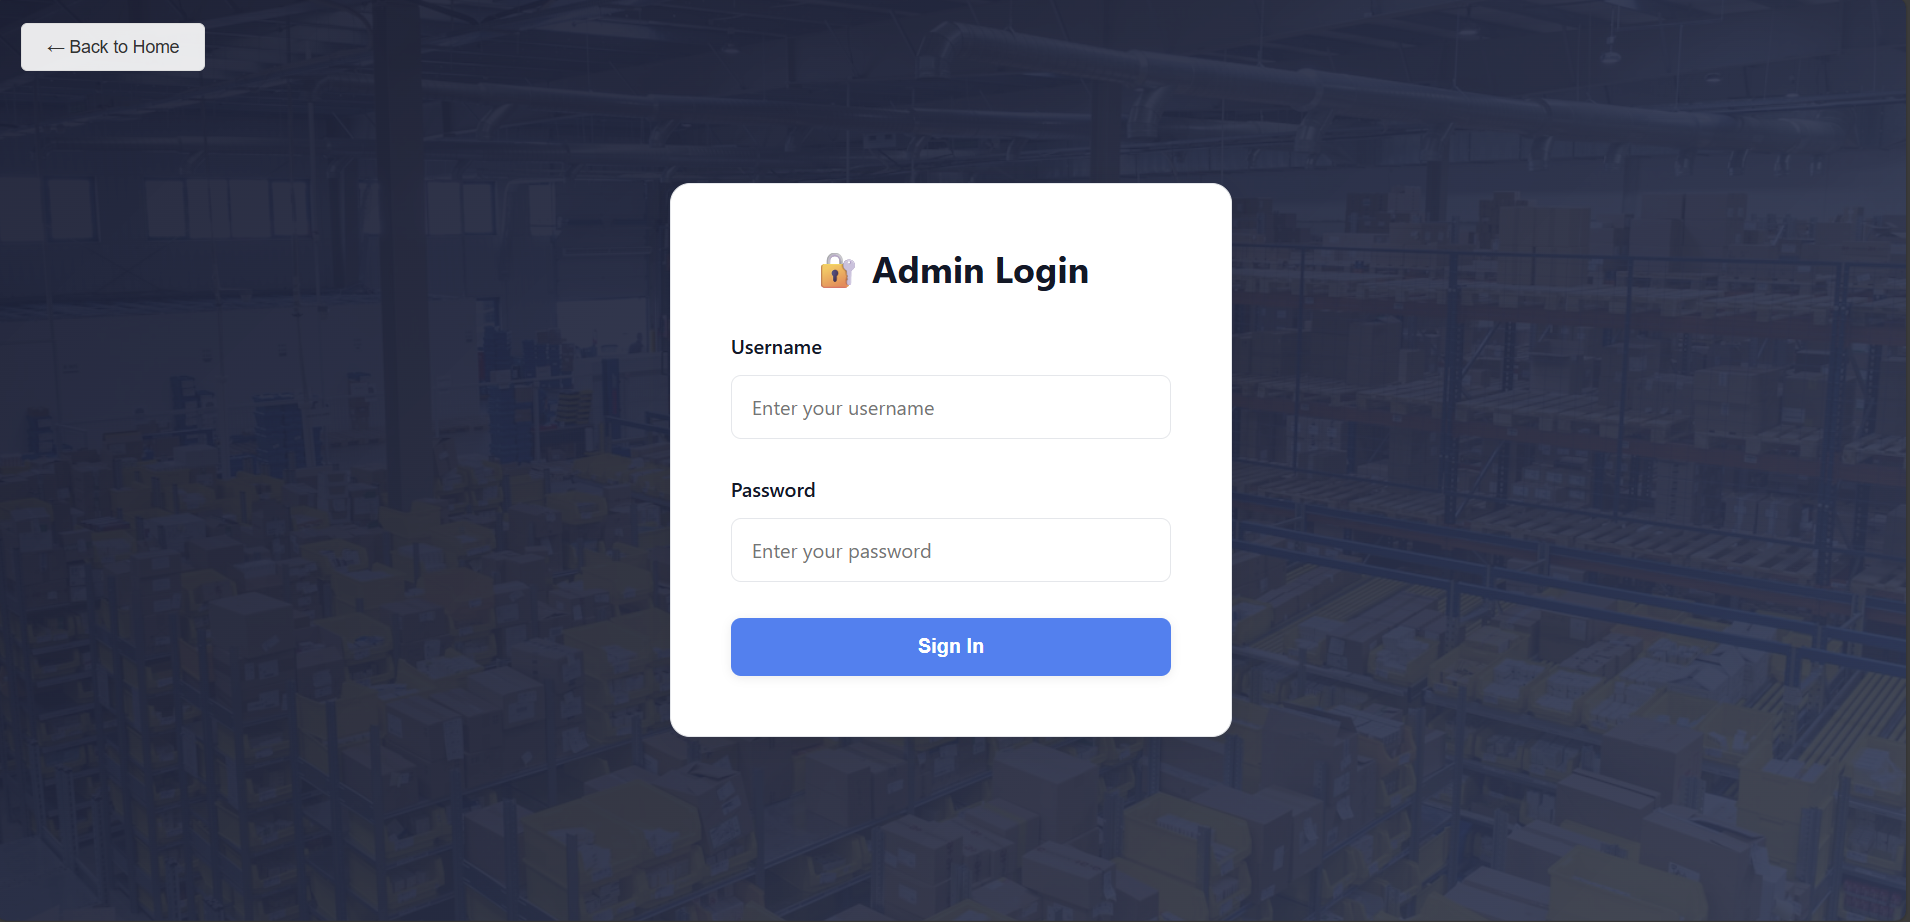 ← Back to Home
🔐 Admin Login
Username
Enter your username
Password
Enter your password
Sign In